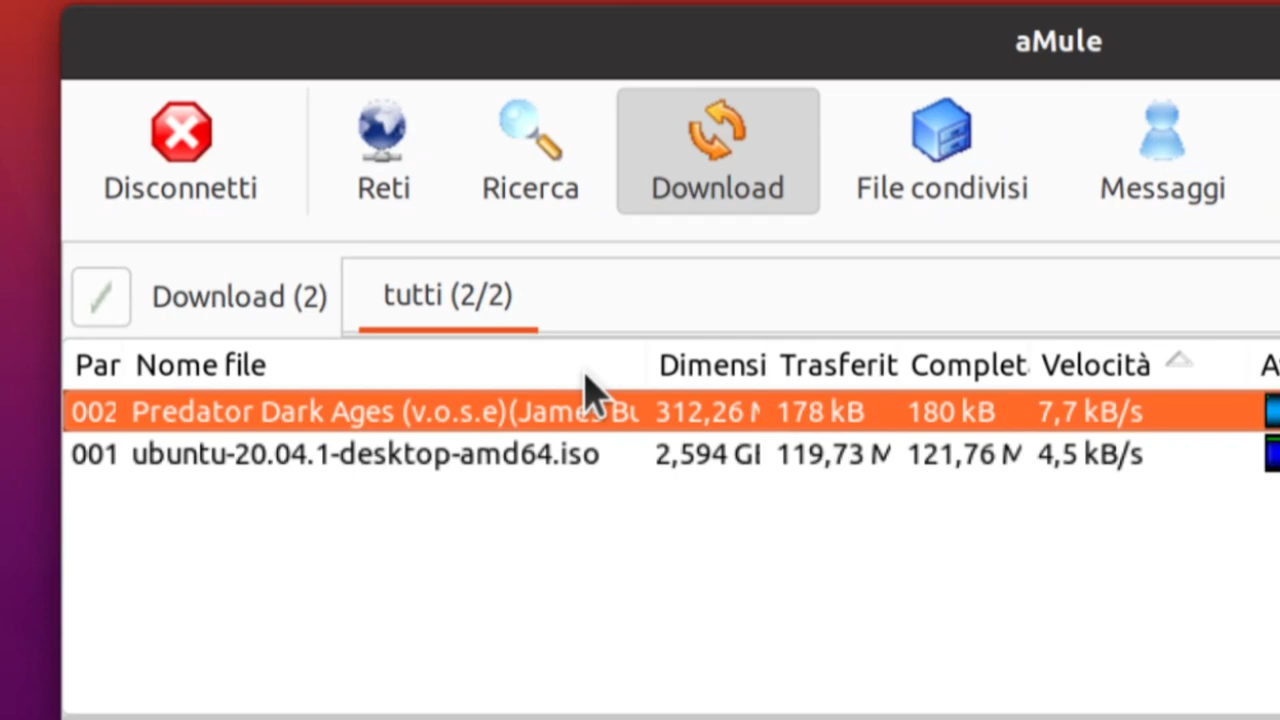 aMule
Disconnetti Reti Ricerca Download File condivisi Messaggi
Download (2) tutti (2/2)
Par Nome file Dimensi Trasferit Complet Velocità A
002 Predator Dark Ages (v.o.s.e)(James Bu 312,26 M 178 kB 180 kB 7,7 kB/s
001 ubuntu-20.04.1-desktop-amd64.iso 2,594 GB 119,73 M 121,76 M 4,5 kB/s